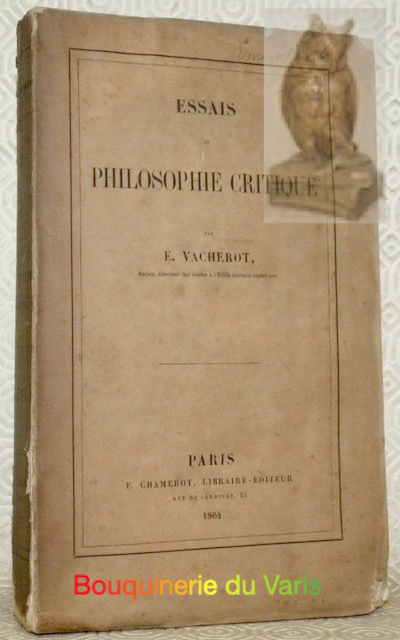 ESSAIS
DE
PHILOSOPHIE CRITIQUE
PAR
E. VACHEROT,
Ancien directeur des études à l'École normale supérieure.
PARIS
F. CHAMEROT, LIBRAIRE-ÉDITEUR
RUE DU JARDINET, 13
1864
Bouquinerie du Varis